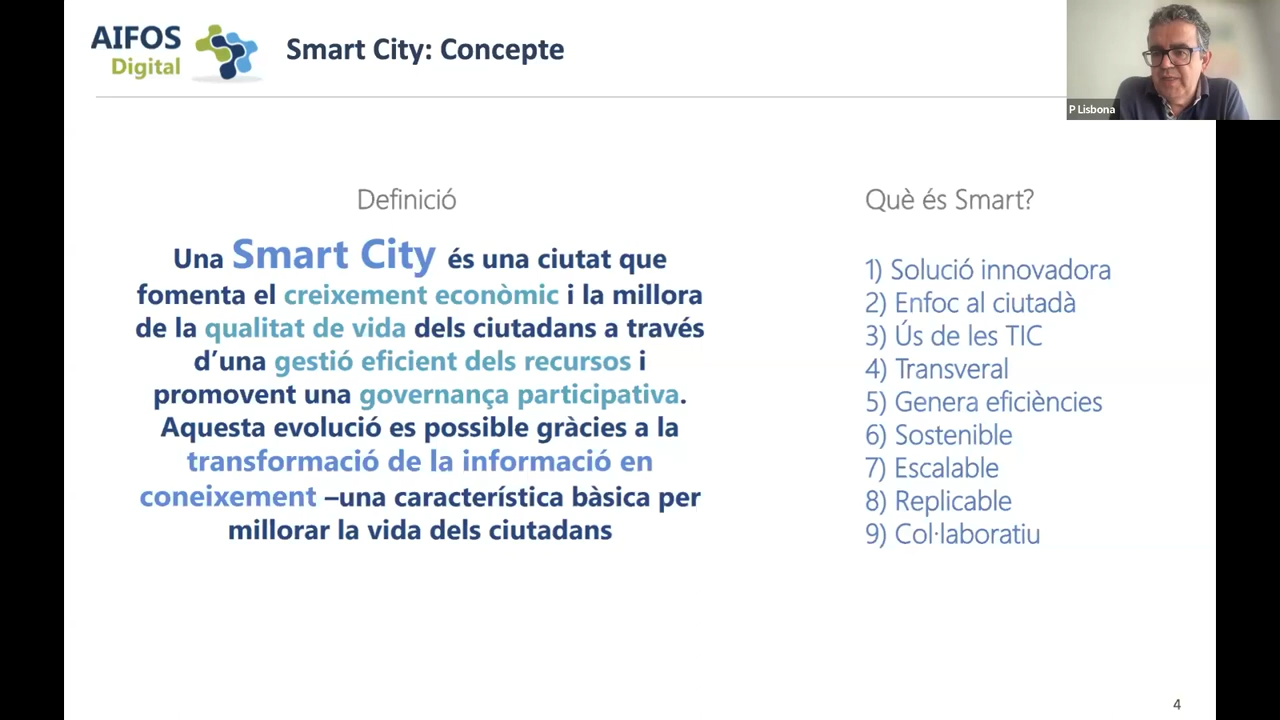 AIFOS
Digital
Smart City: Concepte
P Lisbona
Definició
Una Smart City és una ciutat que
fomenta el creixement econòmic i la millora
de la qualitat de vida dels ciutadans a través
d’una gestió eficient dels recursos i
promovent una governança participativa.
Aquesta evolució es possible gràcies a la
transformació de la informació en
coneixement –una característica bàsica per
millorar la vida dels ciutadans
Què és Smart?
1) Solució innovadora
2) Enfoc al ciutadà
3) Ús de les TIC
4) Transveral
5) Genera eficiències
6) Sostenible
7) Escalable
8) Replicable
9) Col·laboratiu
4